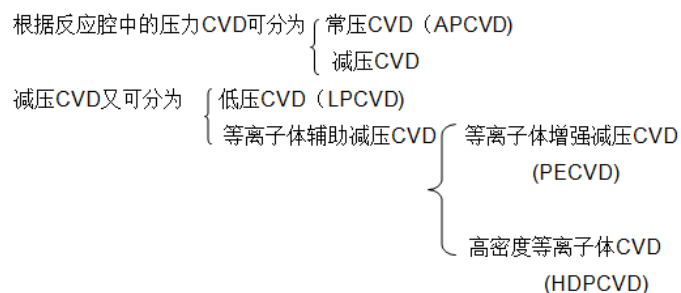 根据反应腔中的压力CVD可分为 常压CVD（APCVD)
减压CVD
减压CVD又可分为 低压CVD（LPCVD)
等离子体辅助减压CVD 等离子体增强减压CVD
(PECVD)
高密度等离子体CVD
(HDPCVD)